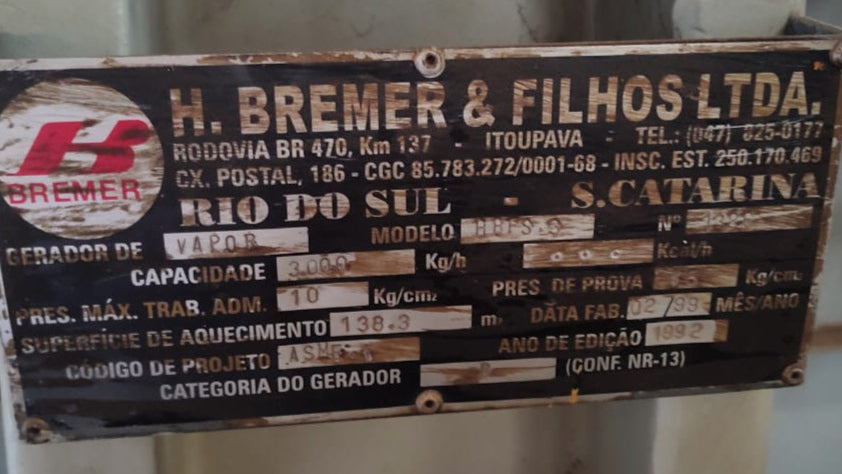 H. BREMER & FILHOS LTDA.
RODOVIA BR 470, Km 137 - ITOUPAVA - TEL.: (047) 825-0177
CX. POSTAL, 186 - CGC 85.783.272/0001-68 - INSC. EST. 250.170.469
BREMER
RIO DO SUL - S.CATARINA
GERADOR DE VAPOR MODELO Nº
CAPACIDADE 3.000 Kg/h Kcal/h
PRES. MÁX. TRAB. ADM. 10 Kg/cm² PRES. DE PROVA Kg/cm²
SUPERFÍCIE DE AQUECIMENTO 138.3 m² DATA FAB. 02/99 MÊS/ANO
CÓDIGO DE PROJETO ANO DE EDIÇÃO 1992
CATEGORIA DO GERADOR (CONF. NR-13)